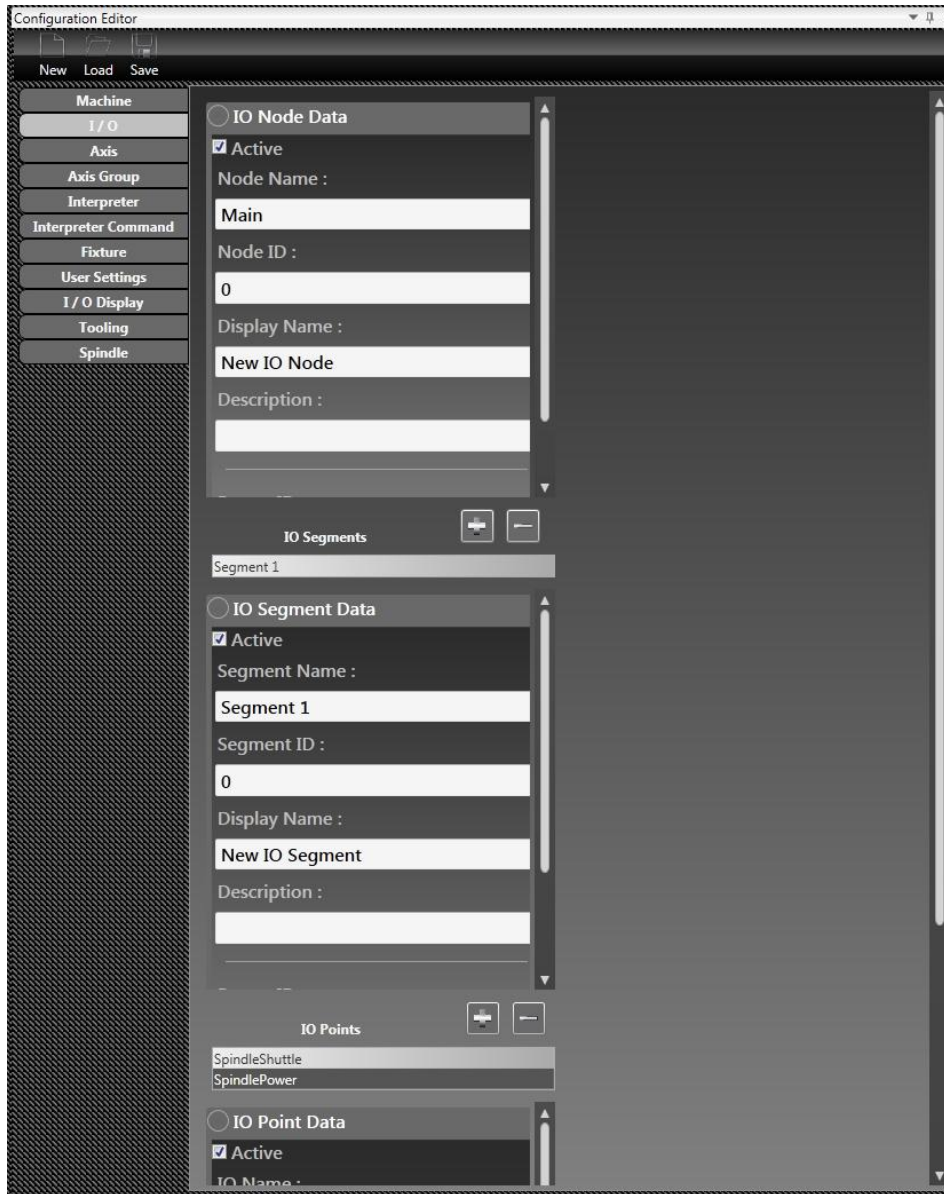 Configuration Editor
New Load Save
Machine
I / O
Axis
Axis Group
Interpreter
Interpreter Command
Fixture
User Settings
I / O Display
Tooling
Spindle
IO Node Data
Active
Node Name :
Main
Node ID :
0
Display Name :
New IO Node
Description :
IO Segments
Segment 1
IO Segment Data
Active
Segment Name :
Segment 1
Segment ID :
0
Display Name :
New IO Segment
Description :
IO Points
SpindleShuttle
SpindlePower
IO Point Data
Active
IO Name :